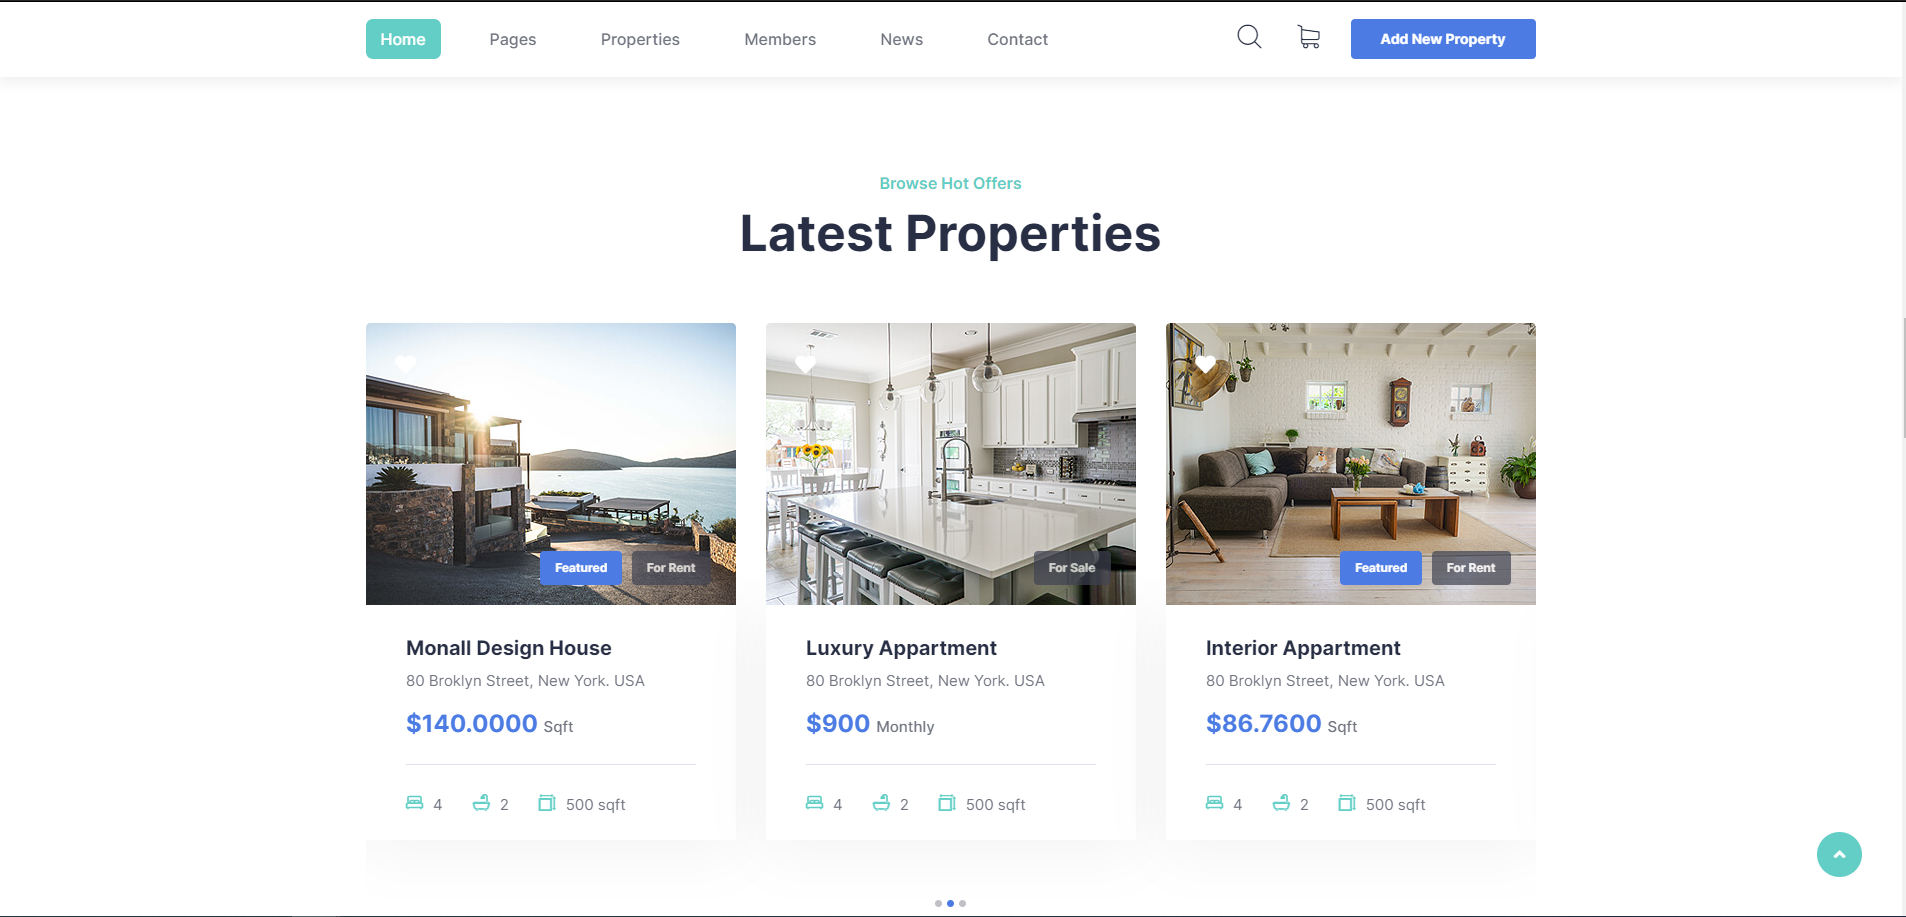 Home Pages Properties Members News Contact Add New Property
Browse Hot Offers
Latest Properties
Featured For Rent
For Sale
Featured For Rent
Monall Design House
80 Broklyn Street, New York. USA
$140.0000 Sqft
4 2 500 sqft
Luxury Appartment
80 Broklyn Street, New York. USA
$900 Monthly
4 2 500 sqft
Interior Appartment
80 Broklyn Street, New York. USA
$86.7600 Sqft
4 2 500 sqft